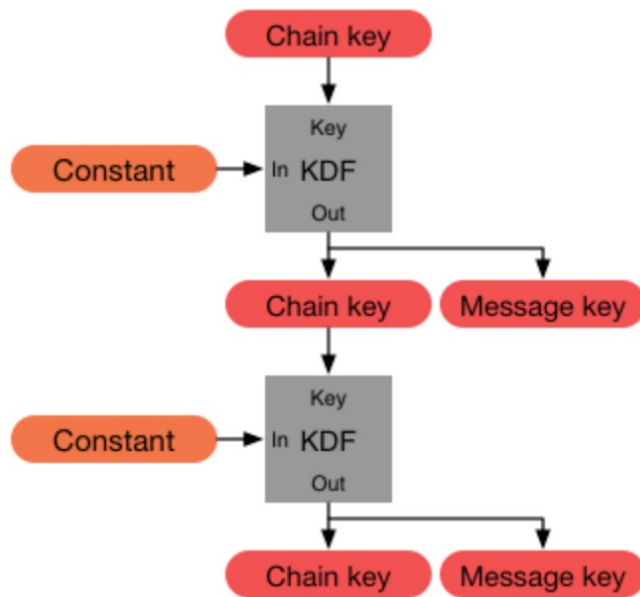 Chain key
Key
Constant
In KDF
Out
Chain key
Message key
Key
Constant
In KDF
Out
Chain key
Message key